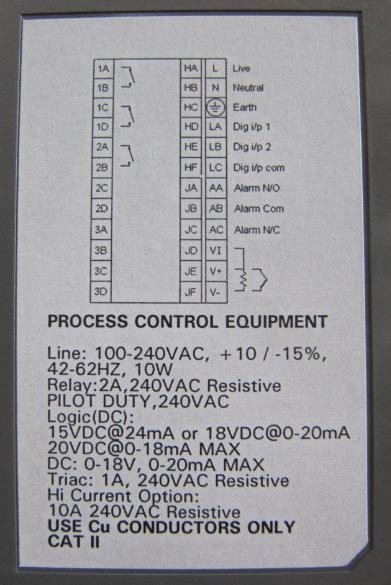 1A HA L Live
1B HB N Neutral
1C HC Earth
1D HD LA Dig i/p 1
2A HE LB Dig i/p 2
2B HF LC Dig i/p com
2C JA AA Alarm N/O
2D JB AB Alarm Com
3A JC AC Alarm N/C
3B JD VI
3C JE V+
3D JF V-
PROCESS CONTROL EQUIPMENT
Line: 100-240VAC, +10 / -15%,
42-62HZ, 10W
Relay:2A,240VAC Resistive
PILOT DUTY,240VAC
Logic(DC):
15VDC@24mA or 18VDC@0-20mA
20VDC@0-18mA MAX
DC: 0-18V, 0-20mA MAX
Triac: 1A, 240VAC Resistive
Hi Current Option:
10A 240VAC Resistive
USE Cu CONDUCTORS ONLY
CAT II